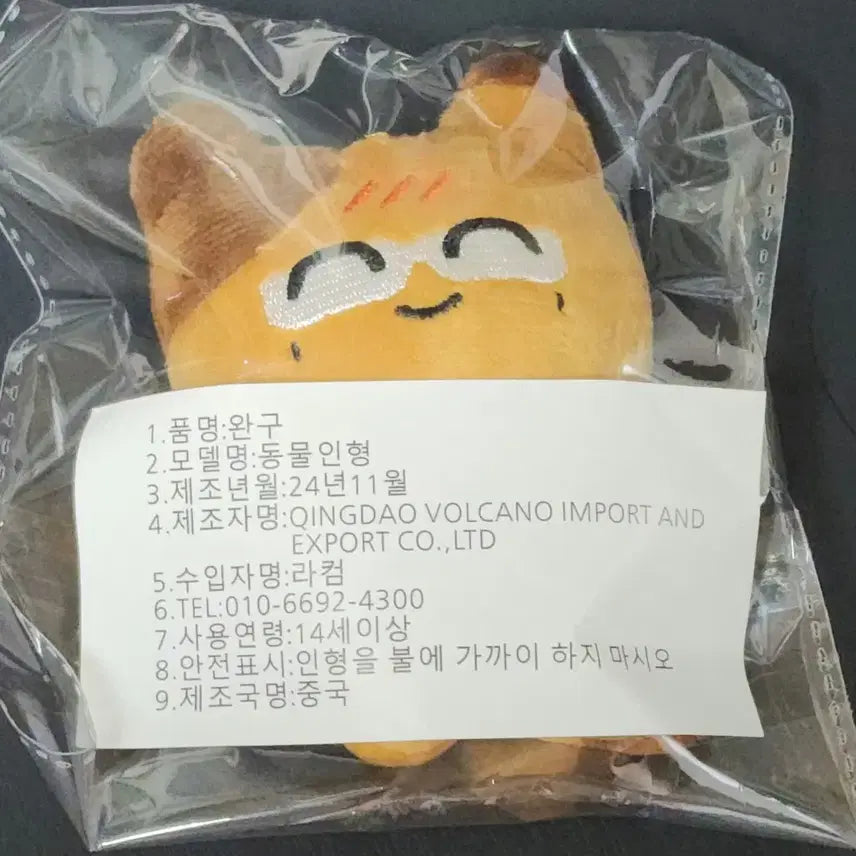 1.품명:완구
2.모델명:동물인형
3.제조년월:24년11월
4.제조자명:QINGDAO VOLCANO IMPORT AND
EXPORT CO.,LTD
5.수입자명:라컴
6.TEL:010-6692-4300
7.사용연령:14세이상
8.안전표시:인형을 불에 가까이 하지 마시오
9.제조국명:중국